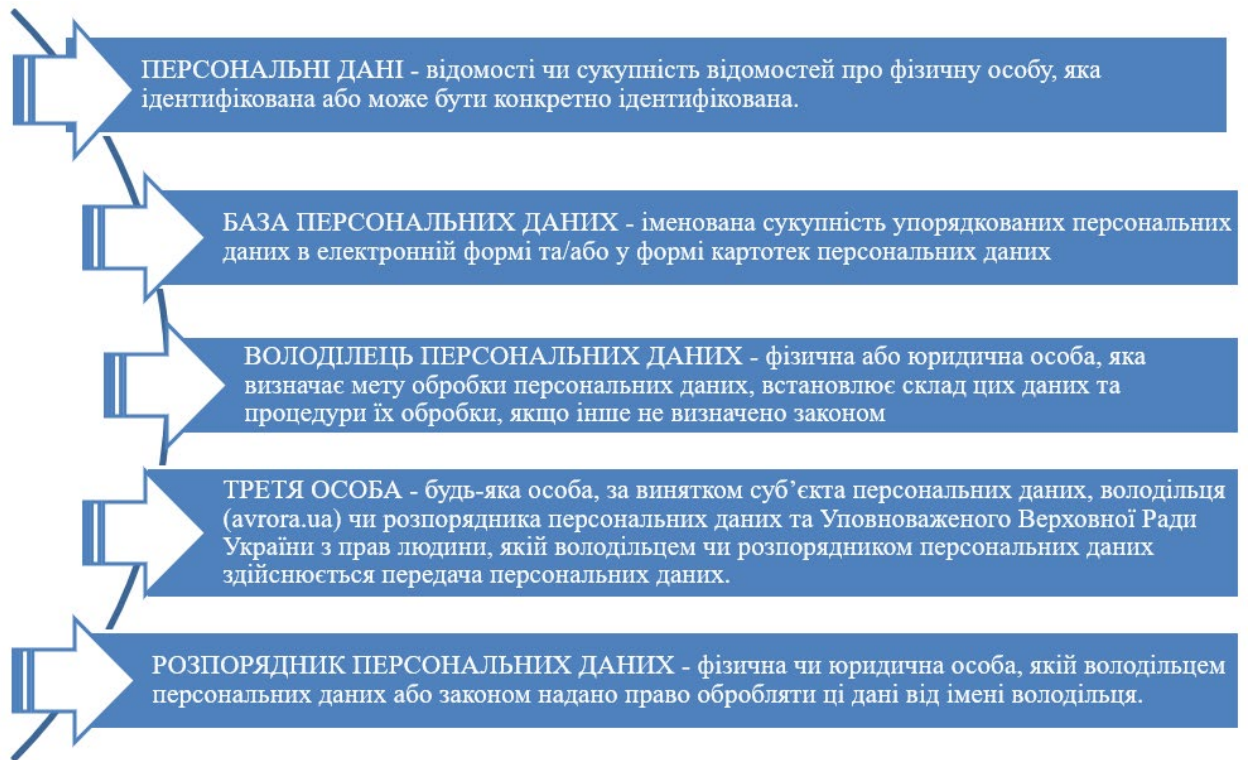 ПЕРСОНАЛЬНІ ДАНІ - відомості чи сукупність відомостей про фізичну особу, яка
ідентифікована або може бути конкретно ідентифікована.
БАЗА ПЕРСОНАЛЬНИХ ДАНИХ - іменована сукупність упорядкованих персональних
даних в електронній формі та/або у формі картотек персональних даних
ВОЛОДІЛЕЦЬ ПЕРСОНАЛЬНИХ ДАНИХ - фізична або юридична особа, яка
визначає мету обробки персональних даних, встановлює склад цих даних та
процедури їх обробки, якщо інше не визначено законом
ТРЕТЯ ОСОБА - будь-яка особа, за винятком суб’єкта персональних даних, володільця
(avrora.ua) чи розпорядника персональних даних та Уповноваженого Верховної Ради
України з прав людини, якій володільцем чи розпорядником персональних даних
здійснюється передача персональних даних.
РОЗПОРЯДНИК ПЕРСОНАЛЬНИХ ДАНИХ - фізична чи юридична особа, якій володільцем
персональних даних або законом надано право обробляти ці дані від імені володільця.